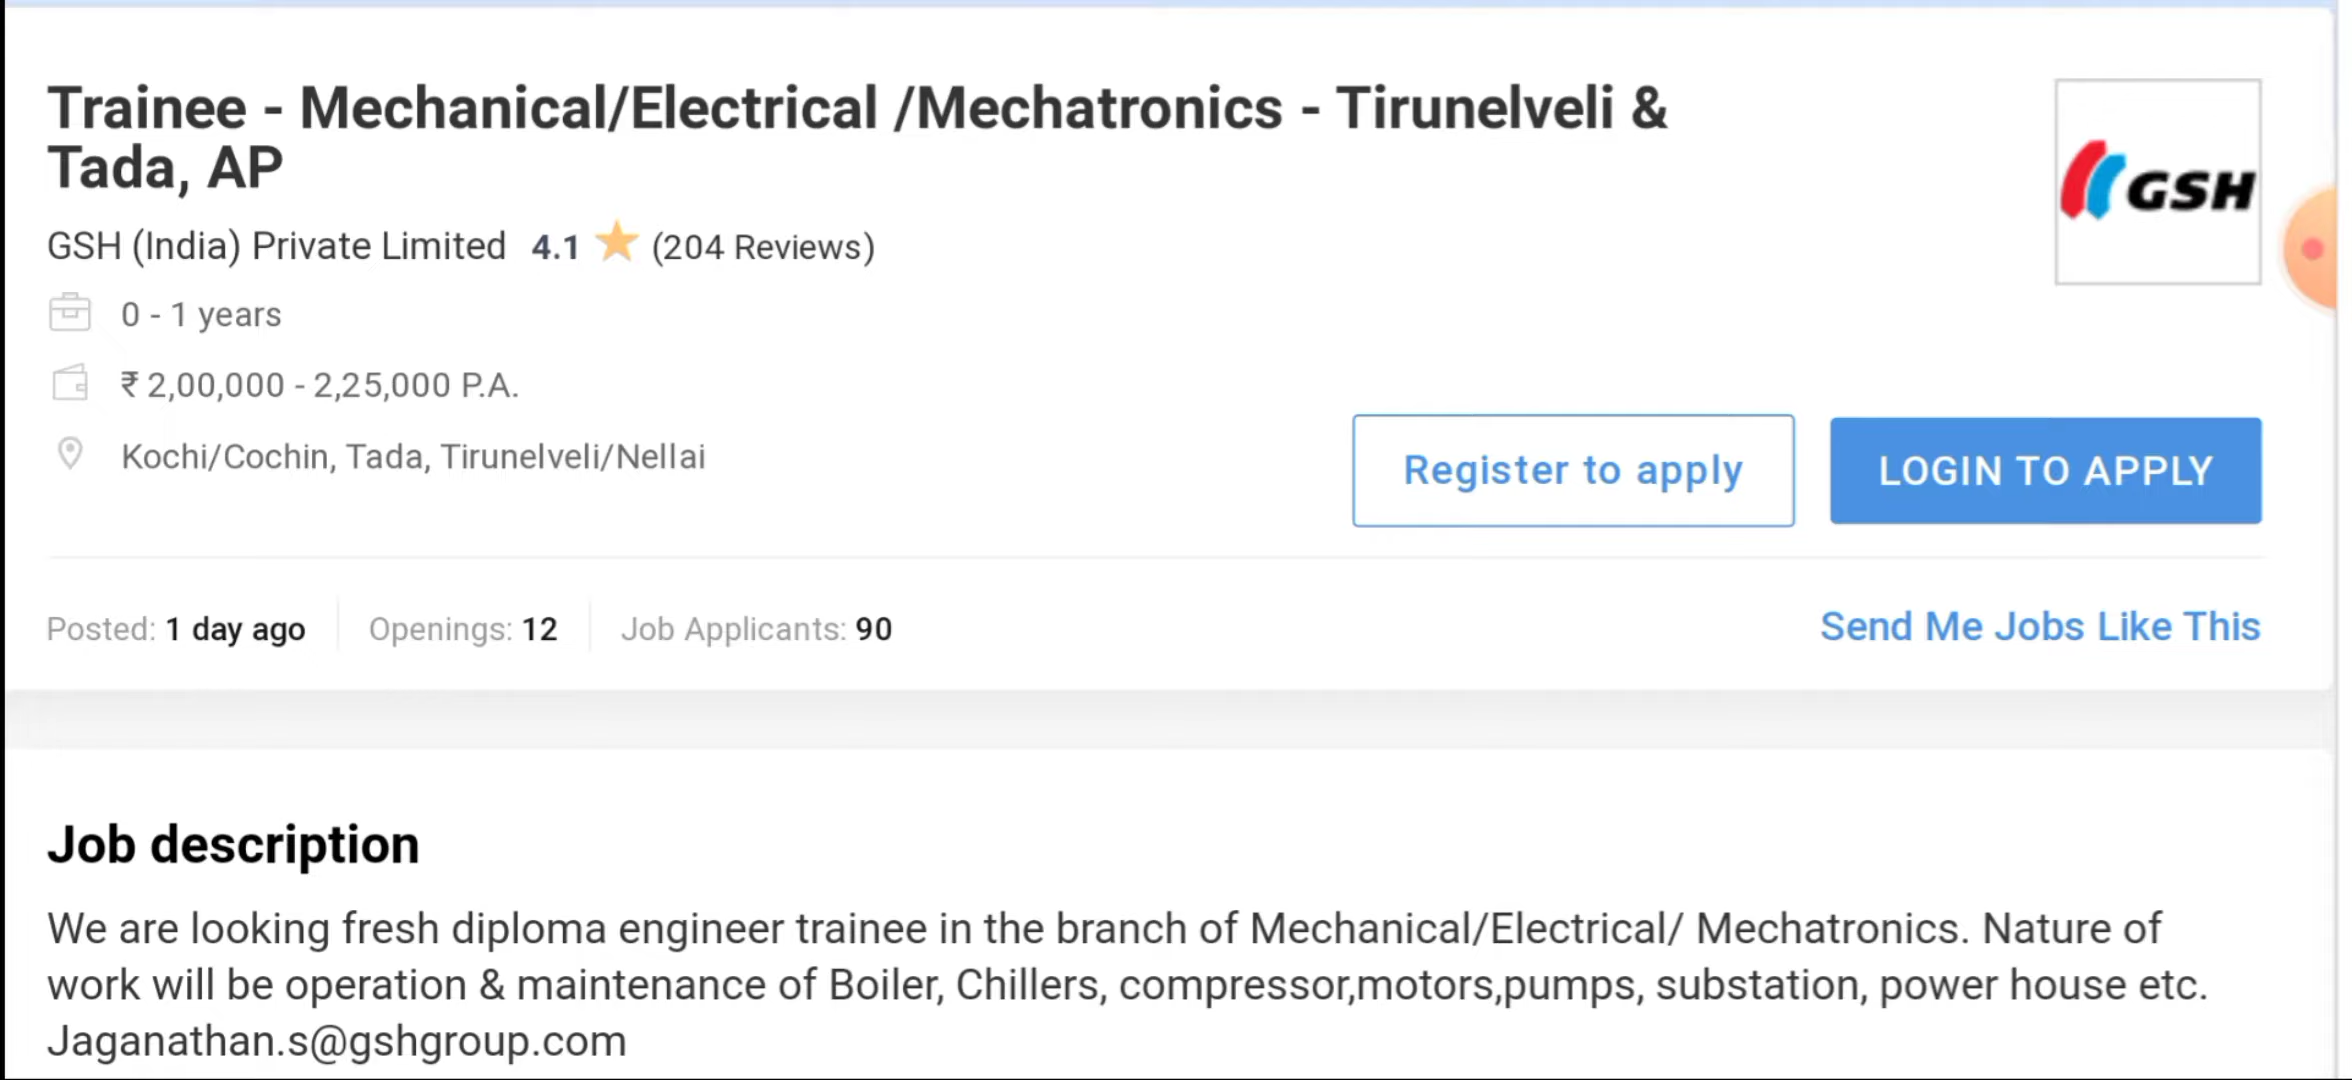 Trainee - Mechanical/Electrical /Mechatronics - Tirunelveli &
Tada, AP
GSH
GSH (India) Private Limited 4.1 (204 Reviews)
0 - 1 years
₹ 2,00,000 - 2,25,000 P.A.
Kochi/Cochin, Tada, Tirunelveli/Nellai
Register to apply
LOGIN TO APPLY
Posted: 1 day ago
Openings: 12
Job Applicants: 90
Send Me Jobs Like This
Job description
We are looking fresh diploma engineer trainee in the branch of Mechanical/Electrical/ Mechatronics. Nature of
work will be operation & maintenance of Boiler, Chillers, compressor,motors,pumps, substation, power house etc.
Jaganathan.s@gshgroup.com